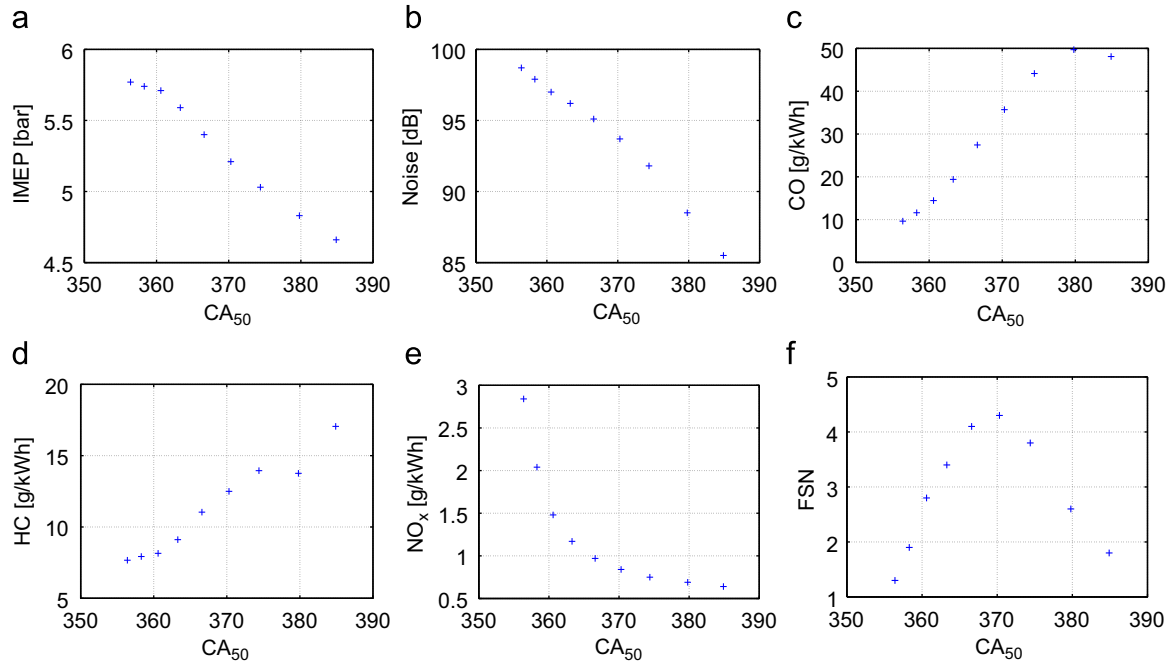 a
6
5.5
5
4.5
IMEP [bar]
350 360 370 380 390
CA50
b
100
95
90
85
Noise [dB]
350 360 370 380 390
CA50
c
50
40
30
20
10
0
CO [g/kWh]
350 360 370 380 390
CA50
d
20
15
10
5
HC [g/kWh]
350 360 370 380 390
CA50
e
3
2.5
2
1.5
1
0.5
NOx [g/kWh]
350 360 370 380 390
CA50
f
5
4
3
2
1
FSN
350 360 370 380 390
CA50